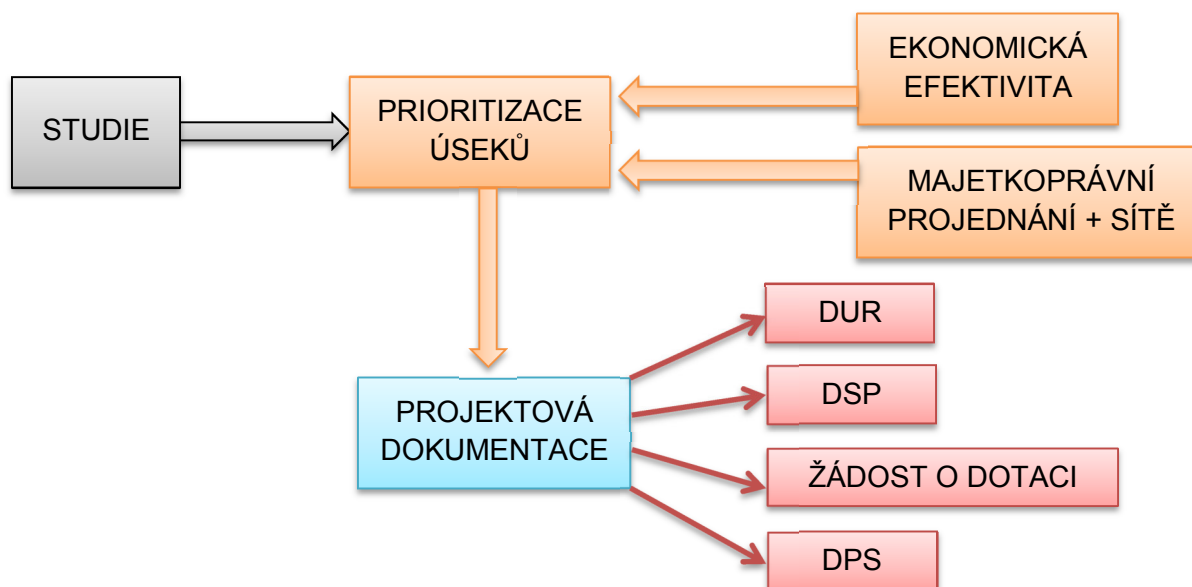 STUDIE
PRIORITIZACE
ÚSEKŮ
EKONOMICKÁ
EFEKTIVITA
MAJETKOPRÁVNÍ
PROJEDNÁNÍ + SÍTĚ
PROJEKTOVÁ
DOKUMENTACE
DUR
DSP
ŽÁDOST O DOTACI
DPS